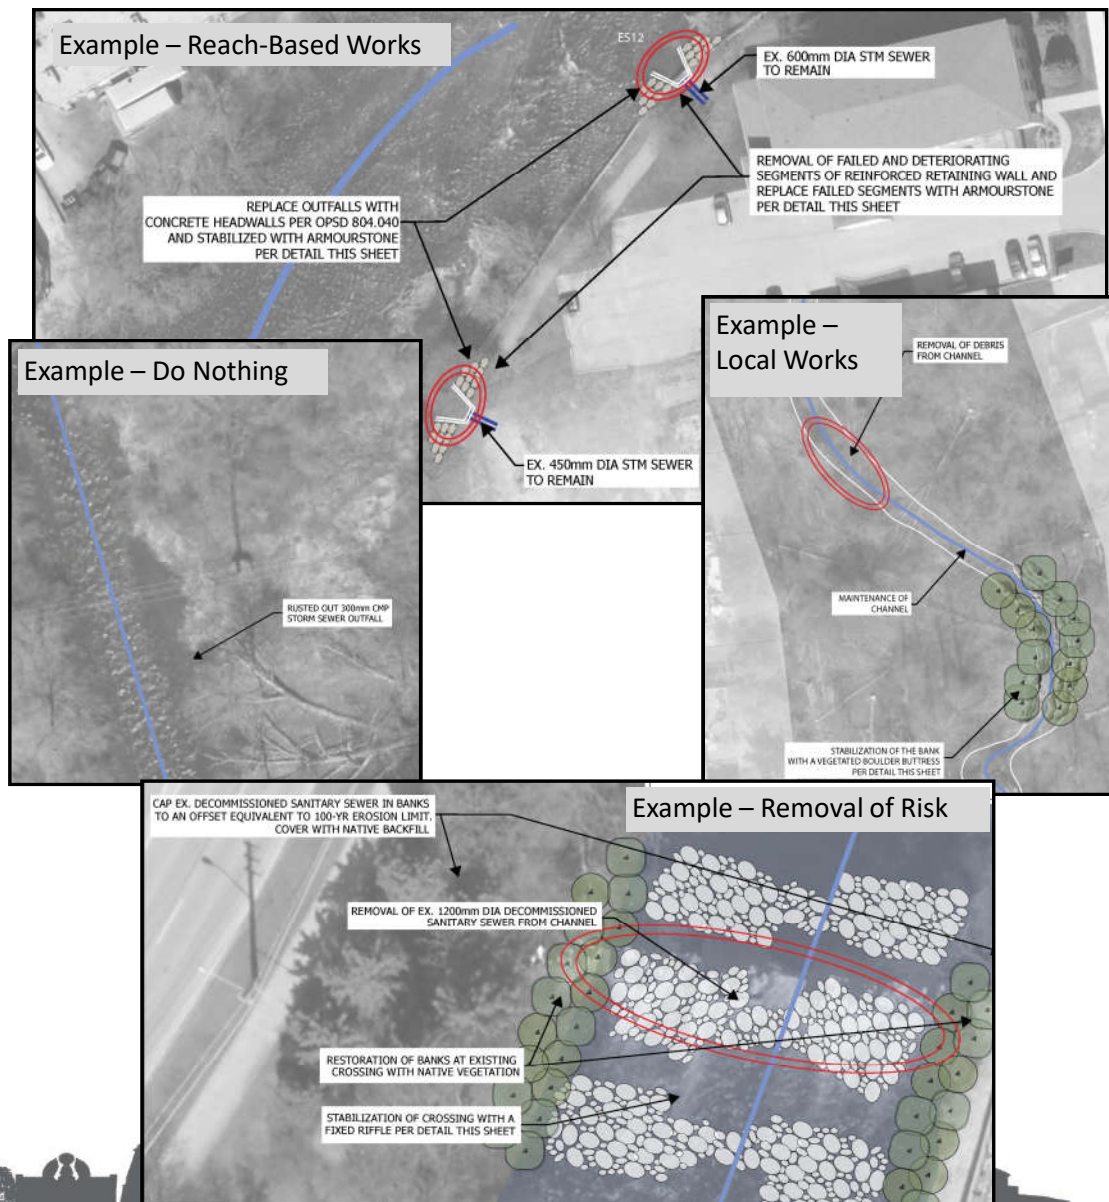 Example – Reach-Based Works
ES12
EX. 600mm DIA STM SEWER
TO REMAIN
REMOVAL OF FAILED AND DETERIORATING
SEGMENTS OF REINFORCED RETAINING WALL AND
REPLACE FAILED SEGMENTS WITH ARMOURSTONE
PER DETAIL THIS SHEET
REPLACE OUTFALLS WITH
CONCRETE HEADWALLS PER OPSD 804.040
AND STABILIZED WITH ARMOURSTONE
PER DETAIL THIS SHEET
EX. 450mm DIA STM SEWER
TO REMAIN
Example – Do Nothing
RUSTED OUT 300mm CMP
STORM SEWER OUTFALL
Example –
Local Works
REMOVAL OF DEBRIS
FROM CHANNEL
MAINTENANCE OF
CHANNEL
STABILIZATION OF THE BANK
WITH A VEGETATED BOULDER BUTTRESS
PER DETAIL THIS SHEET
Example – Removal of Risk
CAP EX. DECOMMISSIONED SANITARY SEWER IN BANKS
TO AN OFFSET EQUIVALENT TO 100-YR EROSION LIMIT.
COVER WITH NATIVE BACKFILL
REMOVAL OF EX. 1200mm DIA DECOMMISSIONED
SANITARY SEWER FROM CHANNEL
RESTORATION OF BANKS AT EXISTING
CROSSING WITH NATIVE VEGETATION
STABILIZATION OF CROSSING WITH A
FIXED RIFFLE PER DETAIL THIS SHEET